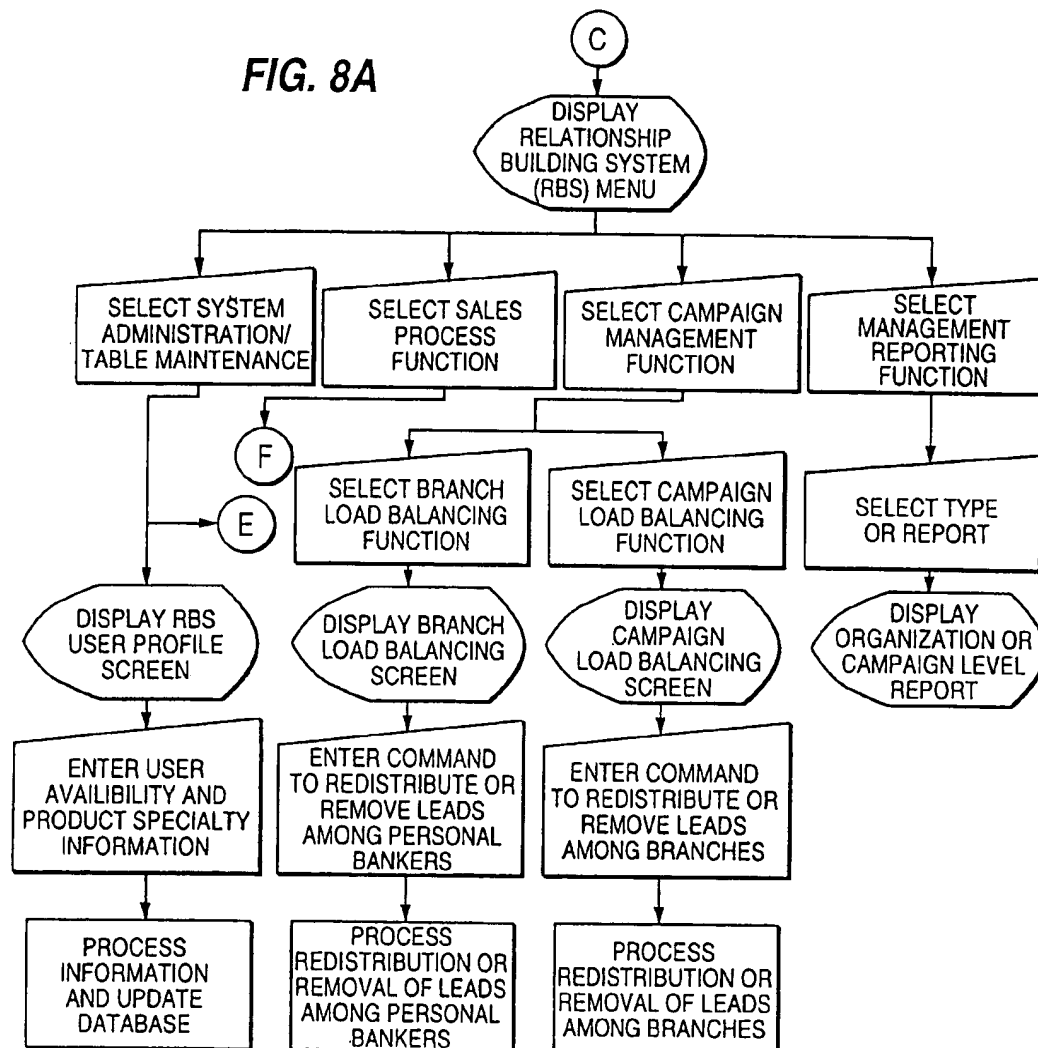 FIG. 8A
C
DISPLAY
RELATIONSHIP
BUILDING SYSTEM
(RBS) MENU
SELECT SYSTEM
ADMINISTRATION/
TABLE MAINTENANCE
SELECT SALES
PROCESS
FUNCTION
SELECT CAMPAIGN
MANAGEMENT
FUNCTION
SELECT
MANAGEMENT
REPORTING
FUNCTION
F
E
SELECT BRANCH
LOAD BALANCING
FUNCTION
SELECT CAMPAIGN
LOAD BALANCING
FUNCTION
SELECT TYPE
OR REPORT
DISPLAY RBS
USER PROFILE
SCREEN
DISPLAY BRANCH
LOAD BALANCING
SCREEN
DISPLAY
CAMPAIGN
LOAD BALANCING
SCREEN
DISPLAY
ORGANIZATION OR
CAMPAIGN LEVEL
REPORT
ENTER USER
AVAILIBILITY AND
PRODUCT SPECIALTY
INFORMATION
ENTER COMMAND
TO REDISTRIBUTE OR
REMOVE LEADS
AMONG PERSONAL
BANKERS
ENTER COMMAND
TO REDISTRIBUTE OR
REMOVE LEADS
AMONG BRANCHES
PROCESS
INFORMATION
AND UPDATE
DATABASE
PROCESS
REDISTRIBUTION OR
REMOVAL OF LEADS
AMONG PERSONAL
BANKERS
PROCESS
REDISTRIBUTION OR
REMOVAL OF LEADS
AMONG BRANCHES